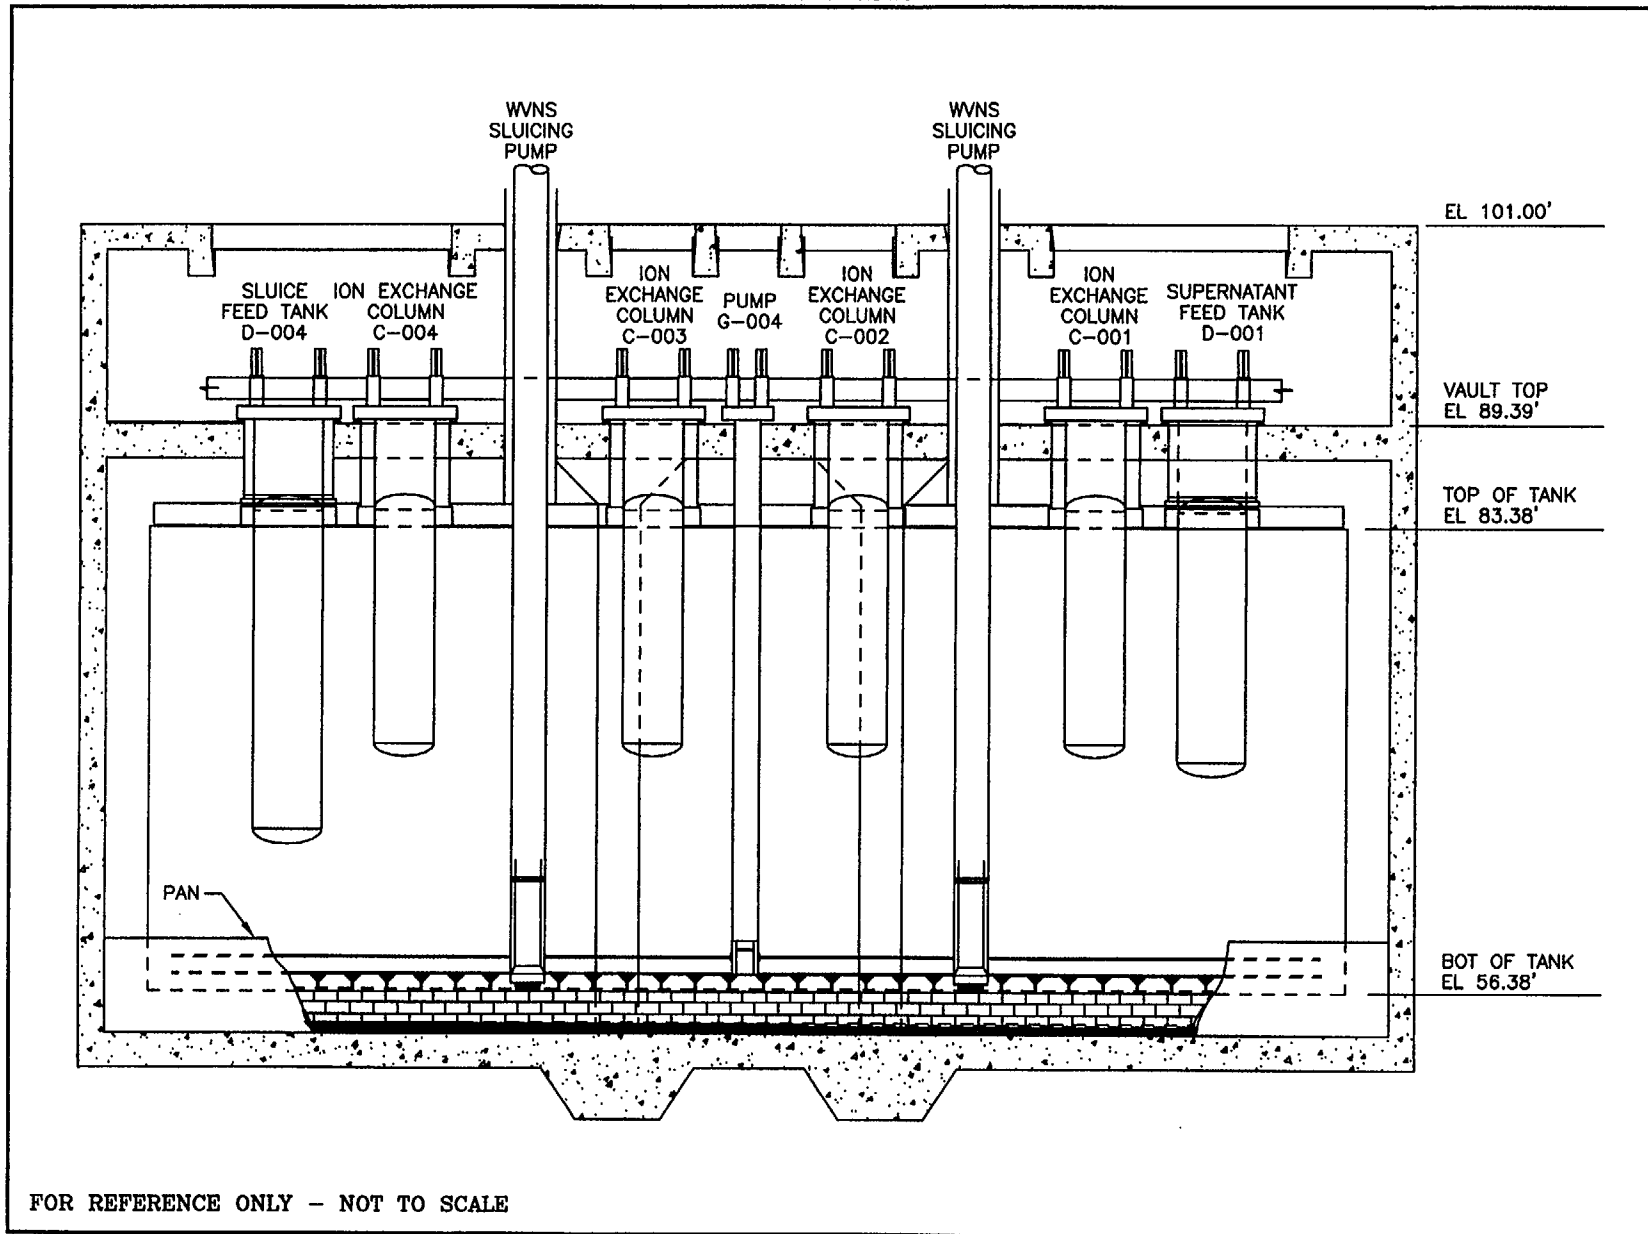 WVNS
SLUICING
PUMP
WVNS
SLUICING
PUMP
EL 101.00'
SLUICE
FEED TANK
D-004
ION EXCHANGE
COLUMN
C-004
ION
EXCHANGE
COLUMN
C-003
PUMP
G-004
ION
EXCHANGE
COLUMN
C-002
ION
EXCHANGE
COLUMN
C-001
SUPERNATANT
FEED TANK
D-001
VAULT TOP
EL 89.39'
TOP OF TANK
EL 83.38'
PAN
BOT OF TANK
EL 56.38'
FOR REFERENCE ONLY – NOT TO SCALE